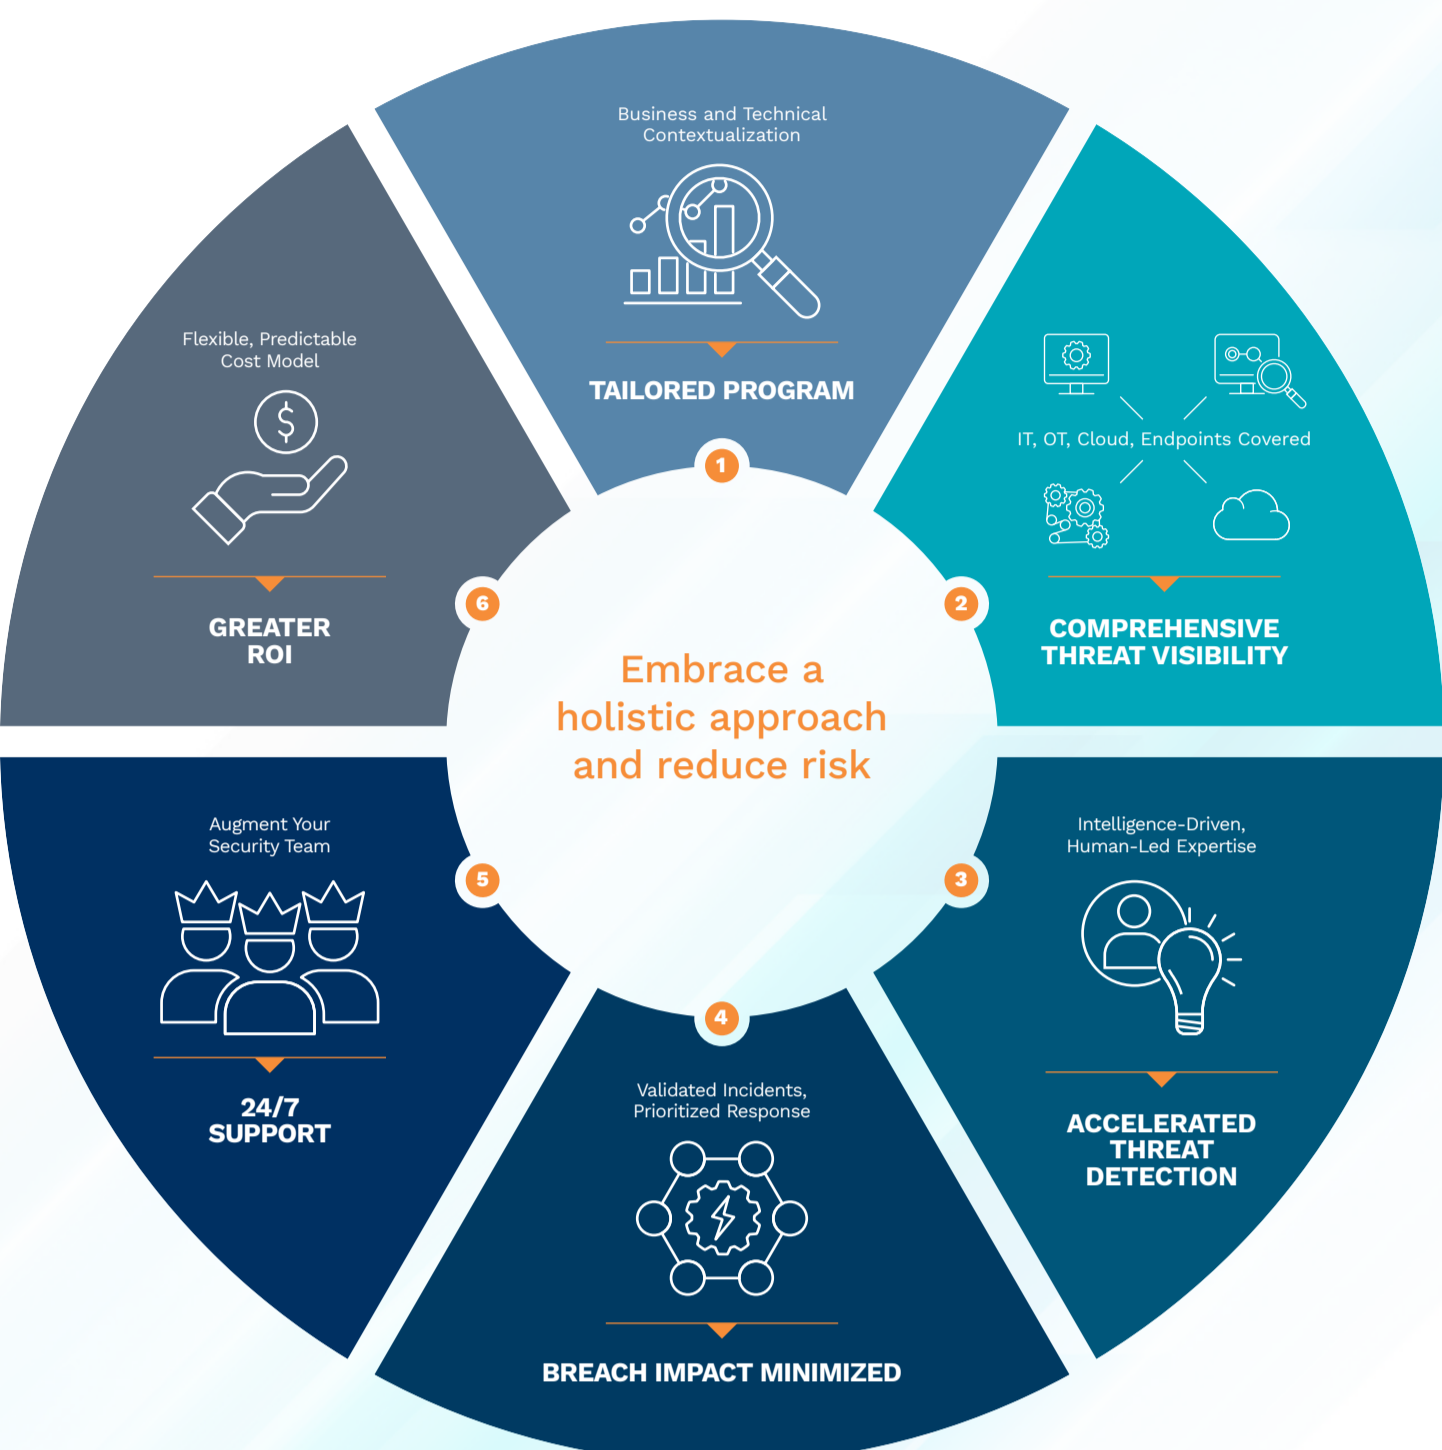 Business and Technical
Contextualization
TAILORED PROGRAM
1
IT, OT, Cloud, Endpoints Covered
COMPREHENSIVE
THREAT VISIBILITY
2
Intelligence-Driven,
Human-Led Expertise
ACCELERATED
THREAT
DETECTION
3
Validated Incidents,
Prioritized Response
BREACH IMPACT MINIMIZED
4
Augment Your
Security Team
24/7
SUPPORT
5
Flexible, Predictable
Cost Model
$
GREATER
ROI
6
Embrace a
holistic approach
and reduce risk